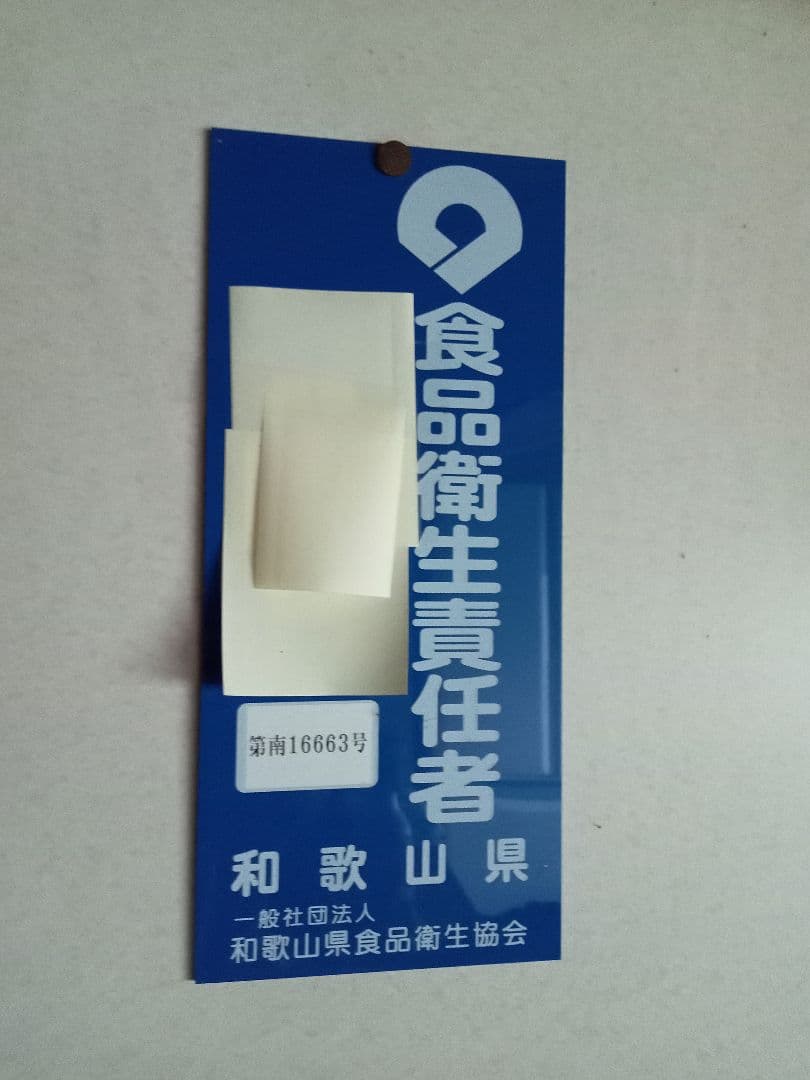 食品衛生責任者
第南16663号
和歌山県
一般社団法人
和歌山県食品衛生協会